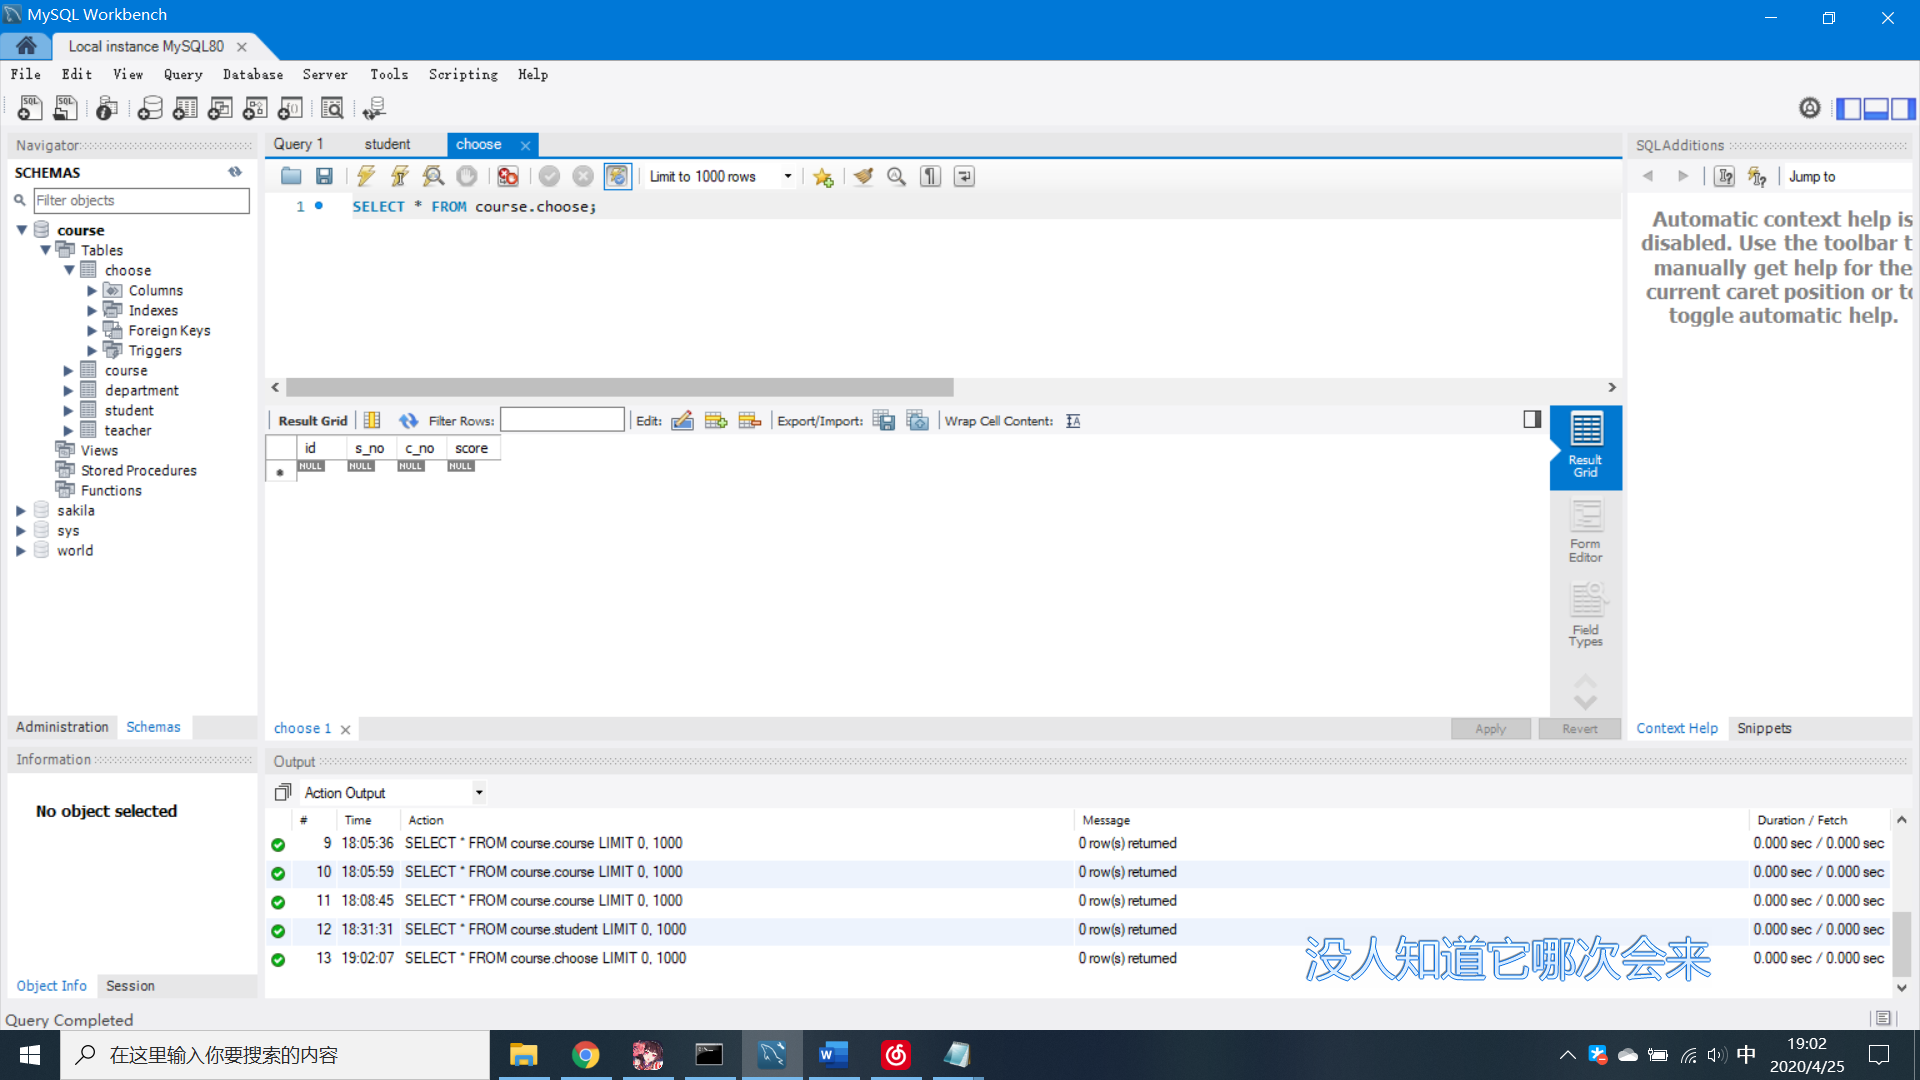 MySQL Workbench
Local instance MySQL80
File Edit View Query Database Server Tools Scripting Help
Navigator
SCHEMAS
Filter objects
course
Tables
choose
Columns
Indexes
Foreign Keys
Triggers
course
department
student
teacher
Views
Stored Procedures
Functions
sakila
sys
world
Administration Schemas
Information
No object selected
Object Info Session
Query Completed
Query 1 student choose
Limit to 1000 rows
1 SELECT * FROM course.choose;
Result Grid Filter Rows: Edit: Export/Import: Wrap Cell Content:
id s_no c_no score
NULL NULL NULL NULL
Result
Grid
Form
Editor
Field
Types
choose 1 Apply Revert
SQLAdditions
Jump to
Automatic context help is
disabled. Use the toolbar t
manually get help for the
current caret position or to
toggle automatic help.
Context Help Snippets
Output
Action Output
# Time Action Message Duration / Fetch
9 18:05:36 SELECT * FROM course.course LIMIT 0, 1000 0 row(s) returned 0.000 sec / 0.000 sec
10 18:05:59 SELECT * FROM course.course LIMIT 0, 1000 0 row(s) returned 0.000 sec / 0.000 sec
11 18:08:45 SELECT * FROM course.course LIMIT 0, 1000 0 row(s) returned 0.000 sec / 0.000 sec
12 18:31:31 SELECT * FROM course.student LIMIT 0, 1000 0 row(s) returned 0.000 sec / 0.000 sec
13 19:02:07 SELECT * FROM course.choose LIMIT 0, 1000 0 row(s) returned 0.000 sec / 0.000 sec
没人知道它哪次会来
在这里输入你要搜索的内容
中
19:02
2020/4/25